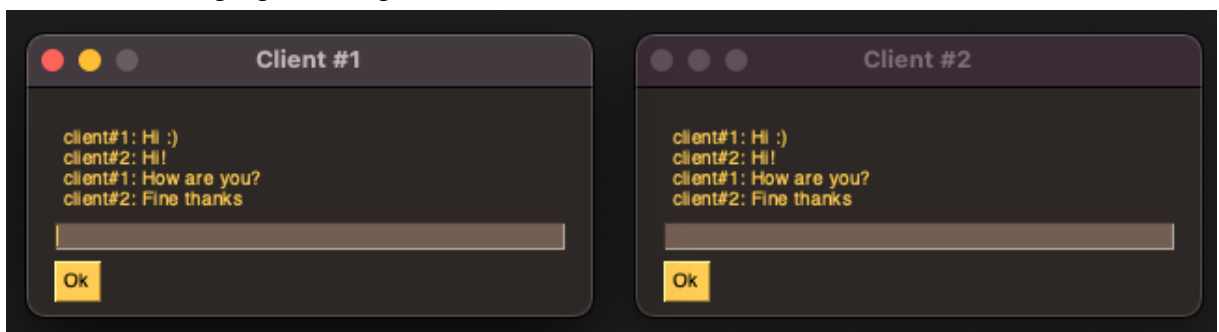 Client #1
client#1: Hi :)
client#2: Hi!
client#1: How are you?
client#2: Fine thanks
Ok
Client #2
client#1: Hi :)
client#2: Hi!
client#1: How are you?
client#2: Fine thanks
Ok